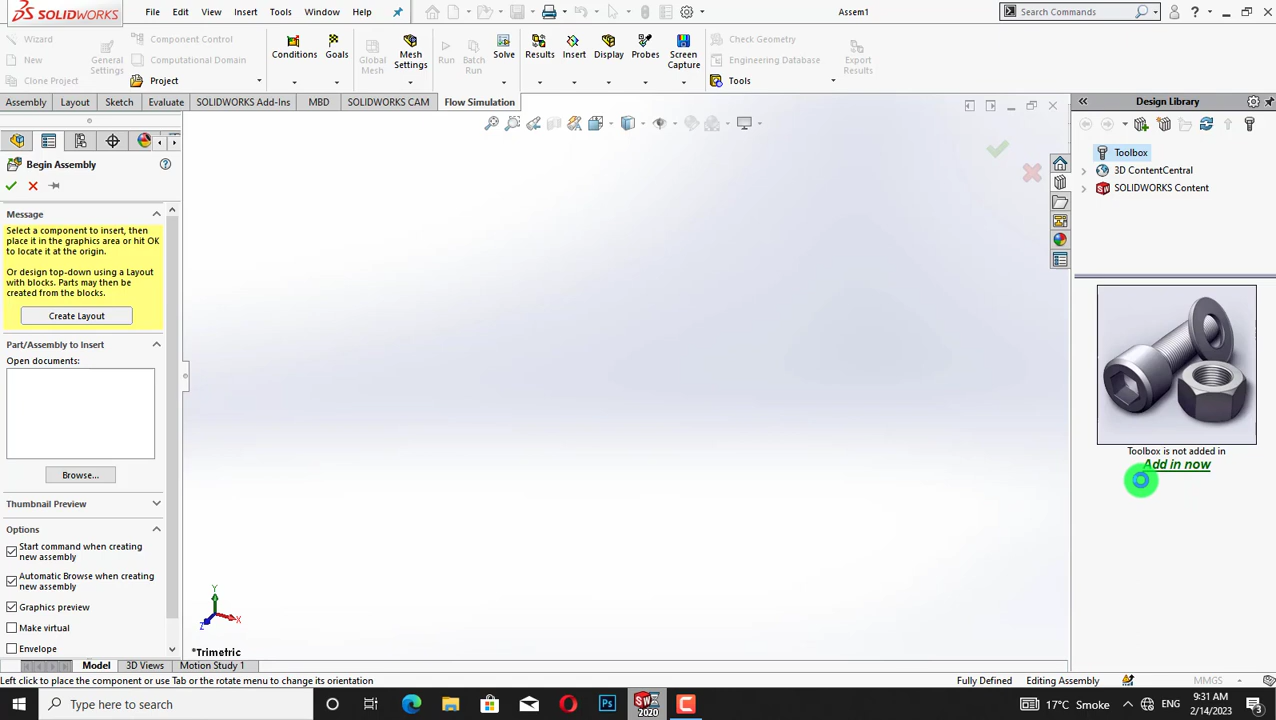 SOLIDWORKS
File Edit View Insert Tools Window Help
Assem1
Search Commands
Wizard
New
Clone Project
General Settings
Component Control
Computational Domain
Project
Conditions
Goals
Global Mesh
Mesh Settings
Run
Batch Run
Solve
Results
Insert
Display
Probes
Screen Capture
Check Geometry
Engineering Database
Tools
Export Results
Assembly Layout Sketch Evaluate SOLIDWORKS Add-Ins MBD SOLIDWORKS CAM Flow Simulation
Begin Assembly
Message
Select a component to insert, then
place it in the graphics area or hit OK
to locate it at the origin.
Or design top-down using a Layout
with blocks. Parts may then be
created from the blocks.
Create Layout
Part/Assembly to Insert
Open documents:
Browse...
Thumbnail Preview
Options
Start command when creating
new assembly
Automatic Browse when creating
new assembly
Graphics preview
Make virtual
Envelope
Y
X
Z
*Trimetric
Design Library
Toolbox
3D ContentCentral
SOLIDWORKS Content
Toolbox is not added in
Add in now
Model 3D Views Motion Study 1
Left click to place the component or use Tab or the rotate menu to change its orientation
Fully Defined
Editing Assembly
MMGS
Type here to search
Ps
SW
2020
17°C Smoke
ENG
9:31 AM
2/14/2023
3